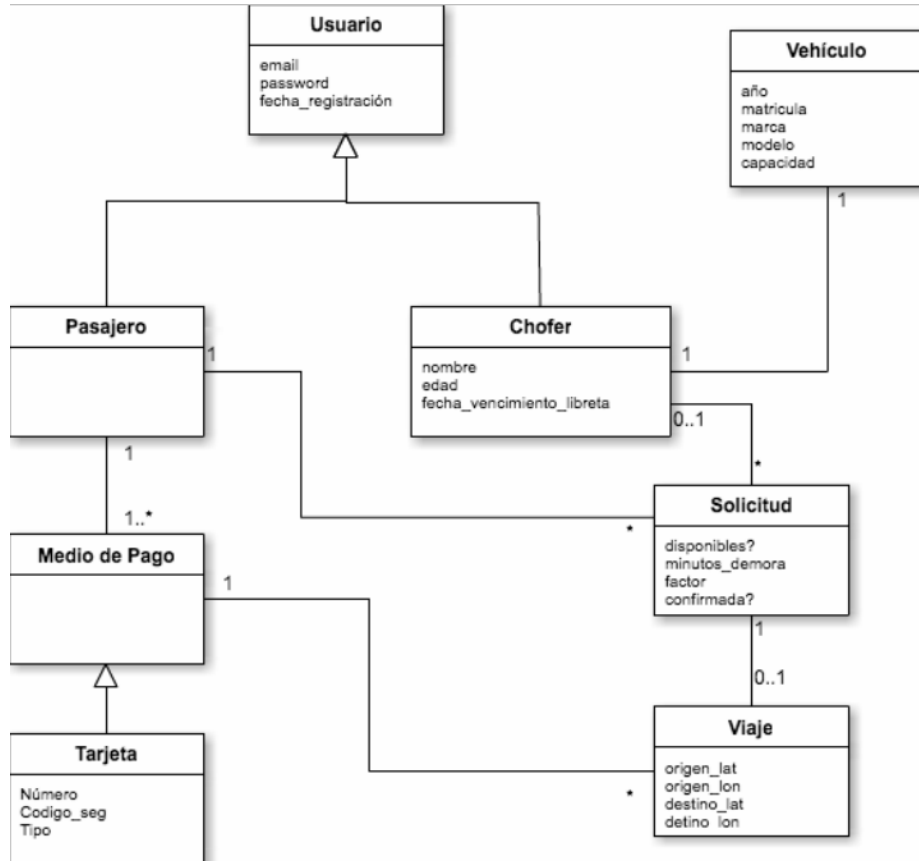 Usuario
email
password
fecha_registración
Vehículo
año
matricula
marca
modelo
capacidad
1
Pasajero
1
Chofer
nombre
edad
fecha_vencimiento_libreta
1
0..1
*
1
1..*
Solicitud
disponibles?
minutos_demora
factor
confirmada?
*
Medio de Pago
1
1
0..1
Viaje
origen_lat
origen_lon
destino_lat
detino_lon
*
Tarjeta
Número
Codigo_seg
Tipo